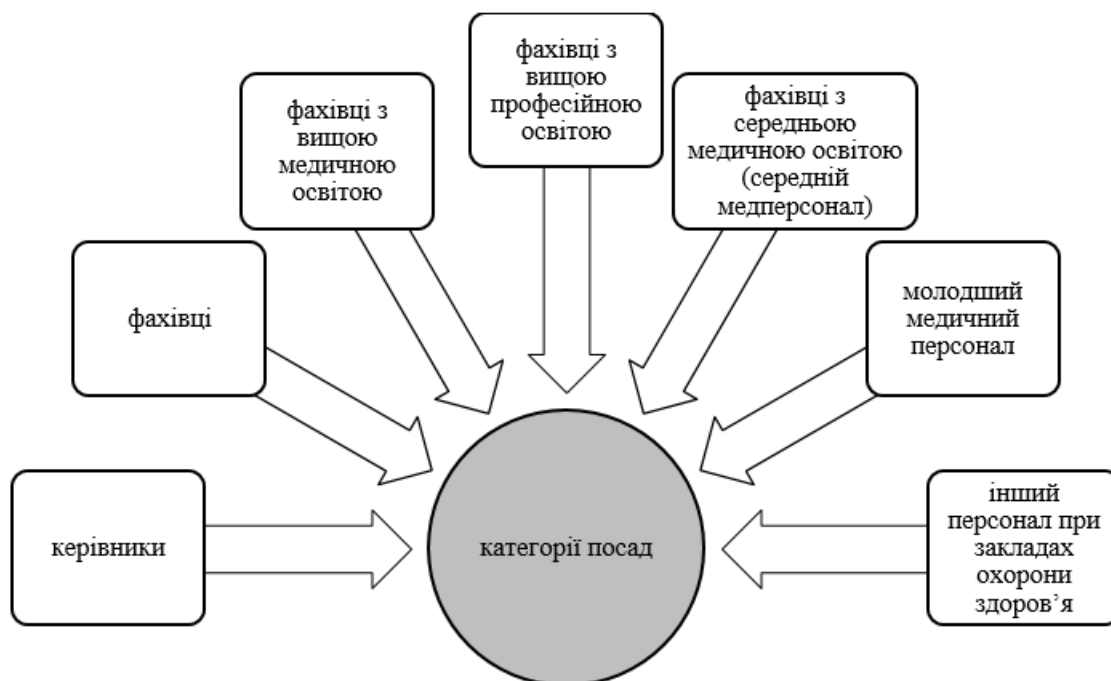 фахівці з
вищою
професійною
освітою
фахівці з
вищою
медичною
освітою
фахівці з
середньою
медичною освітою
(середній
медперсонал)
фахівці
молодший
медичний
персонал
керівники
категорії посад
інший
персонал при
закладах
охорони
здоров’я